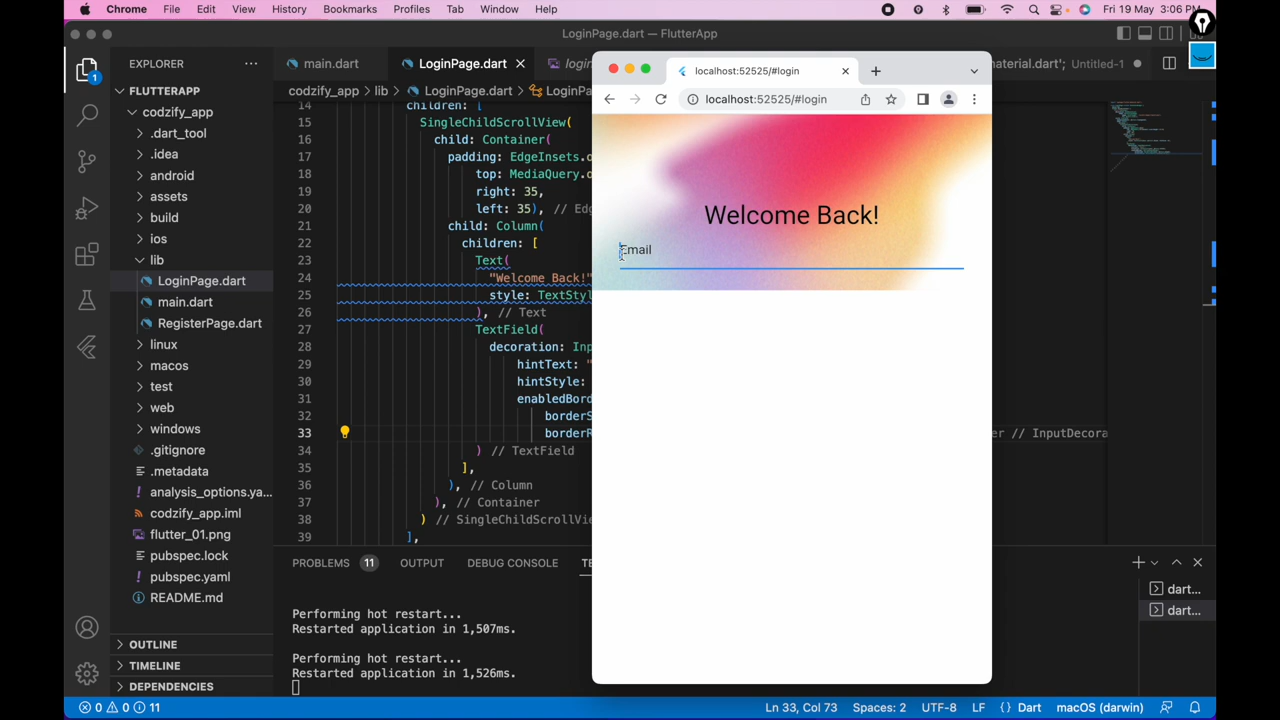 Chrome File Edit View History Bookmarks Profiles Tab Window Help Fri 19 May 3:06 PM
LoginPage.dart — FlutterApp
EXPLORER
main.dart
LoginPage.dart
material.dart'; Untitled-1
FLUTTERAPP
codzify_app
.dart_tool
.idea
android
assets
build
ios
lib
LoginPage.dart
main.dart
RegisterPage.dart
linux
macos
test
web
windows
.gitignore
.metadata
analysis_options.ya...
codzify_app.iml
flutter_01.png
pubspec.lock
pubspec.yaml
README.md
OUTLINE
TIMELINE
DEPENDENCIES
codzify_app > lib > LoginPage.dart > LoginPa
14 children: [
15 SingleChildScrollView(
16 child: Container(
17 padding: EdgeInsets.o
18 top: MediaQuery.o
19 right: 35,
20 left: 35), // Ed
21 child: Column(
22 children: [
23 Text(
24 "Welcome Back!"
25 style: TextStyl
26 ), // Text
27 TextField(
28 decoration: Inp
29 hintText: "
30 hintStyle:
31 enabledBord
32 borderS
33 borderR
er // InputDecora
34 ) // TextField
35 ],
36 ), // Column
37 ), // Container
38 ) // SingleChildScrollVie
39 ],
localhost:52525/#login
localhost:52525/#login
Welcome Back!
Email
PROBLEMS 11 OUTPUT DEBUG CONSOLE TE
Performing hot restart...
Restarted application in 1,507ms.
Performing hot restart...
Restarted application in 1,526ms.
dart...
dart...
1
0 0 11
Ln 33, Col 73 Spaces: 2 UTF-8 LF {} Dart macOS (darwin)